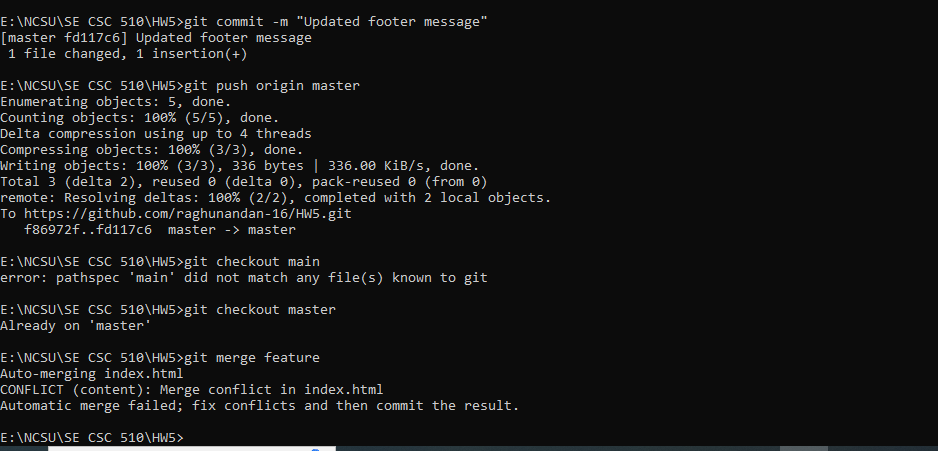 E:\NCSU\SE CSC 510\HW5>git commit -m "Updated footer message"
[master fd117c6] Updated footer message
 1 file changed, 1 insertion(+)
E:\NCSU\SE CSC 510\HW5>git push origin master
Enumerating objects: 5, done.
Counting objects: 100% (5/5), done.
Delta compression using up to 4 threads
Compressing objects: 100% (3/3), done.
Writing objects: 100% (3/3), 336 bytes | 336.00 KiB/s, done.
Total 3 (delta 2), reused 0 (delta 0), pack-reused 0 (from 0)
remote: Resolving deltas: 100% (2/2), completed with 2 local objects.
To https://github.com/raghunandan-16/HW5.git
   f86972f..fd117c6  master -> master
E:\NCSU\SE CSC 510\HW5>git checkout main
error: pathspec 'main' did not match any file(s) known to git
E:\NCSU\SE CSC 510\HW5>git checkout master
Already on 'master'
E:\NCSU\SE CSC 510\HW5>git merge feature
Auto-merging index.html
CONFLICT (content): Merge conflict in index.html
Automatic merge failed; fix conflicts and then commit the result.
E:\NCSU\SE CSC 510\HW5>